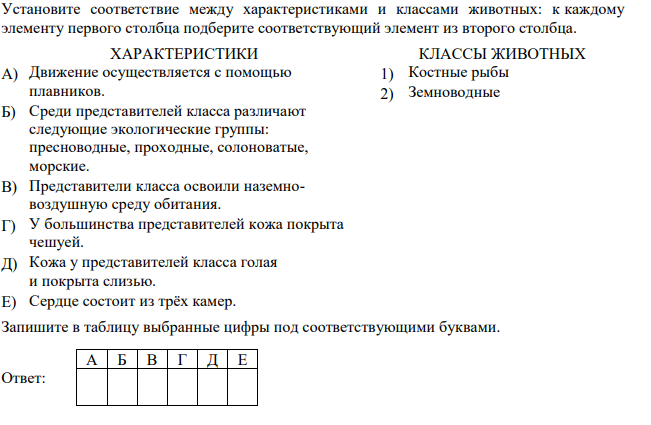 Установите соответствие между характеристиками и классами животных: к каждому
элементу первого столбца подберите соответствующий элемент из второго столбца.
ХАРАКТЕРИСТИКИ
А) Движение осуществляется с помощью
плавников.
Б) Среди представителей класса различают
следующие экологические группы:
пресноводные, проходные, солоноватые,
морские.
В) Представители класса освоили наземно-
воздушную среду обитания.
Г) У большинства представителей кожа покрыта
чешуей.
Д) Кожа у представителей класса голая
и покрыта слизью.
Е) Сердце состоит из трёх камер.
КЛАССЫ ЖИВОТНЫХ
1) Костные рыбы
2) Земноводные
Запишите в таблицу выбранные цифры под соответствующими буквами.
Ответ:
А Б В Г Д Е